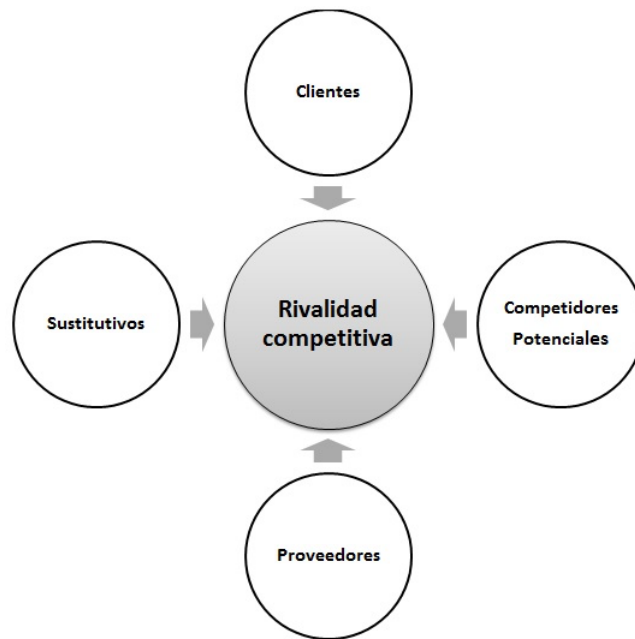 Clientes
Sustitutivos
Rivalidad
competitiva
Competidores
Potenciales
Proveedores